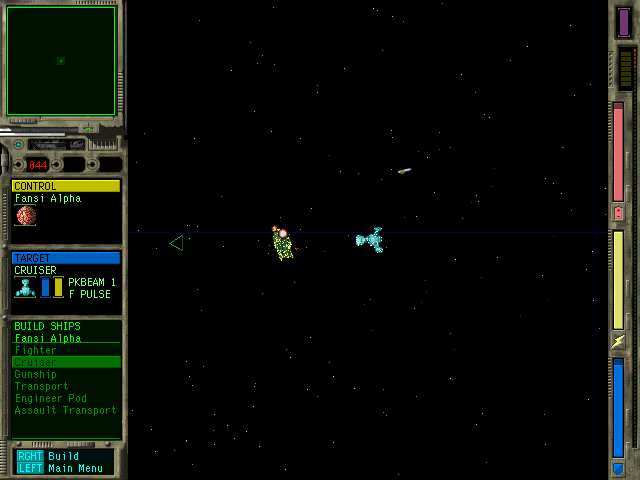 044
CONTROL
Fansi Alpha
TARGET
CRUISER
PKBEAM 1
F PULSE
BUILD SHIPS
Fansi Alpha
Fighter
Cruiser
Gunship
Transport
Engineer Pod
Assault Transport
RGHT Build
LEFT Main Menu